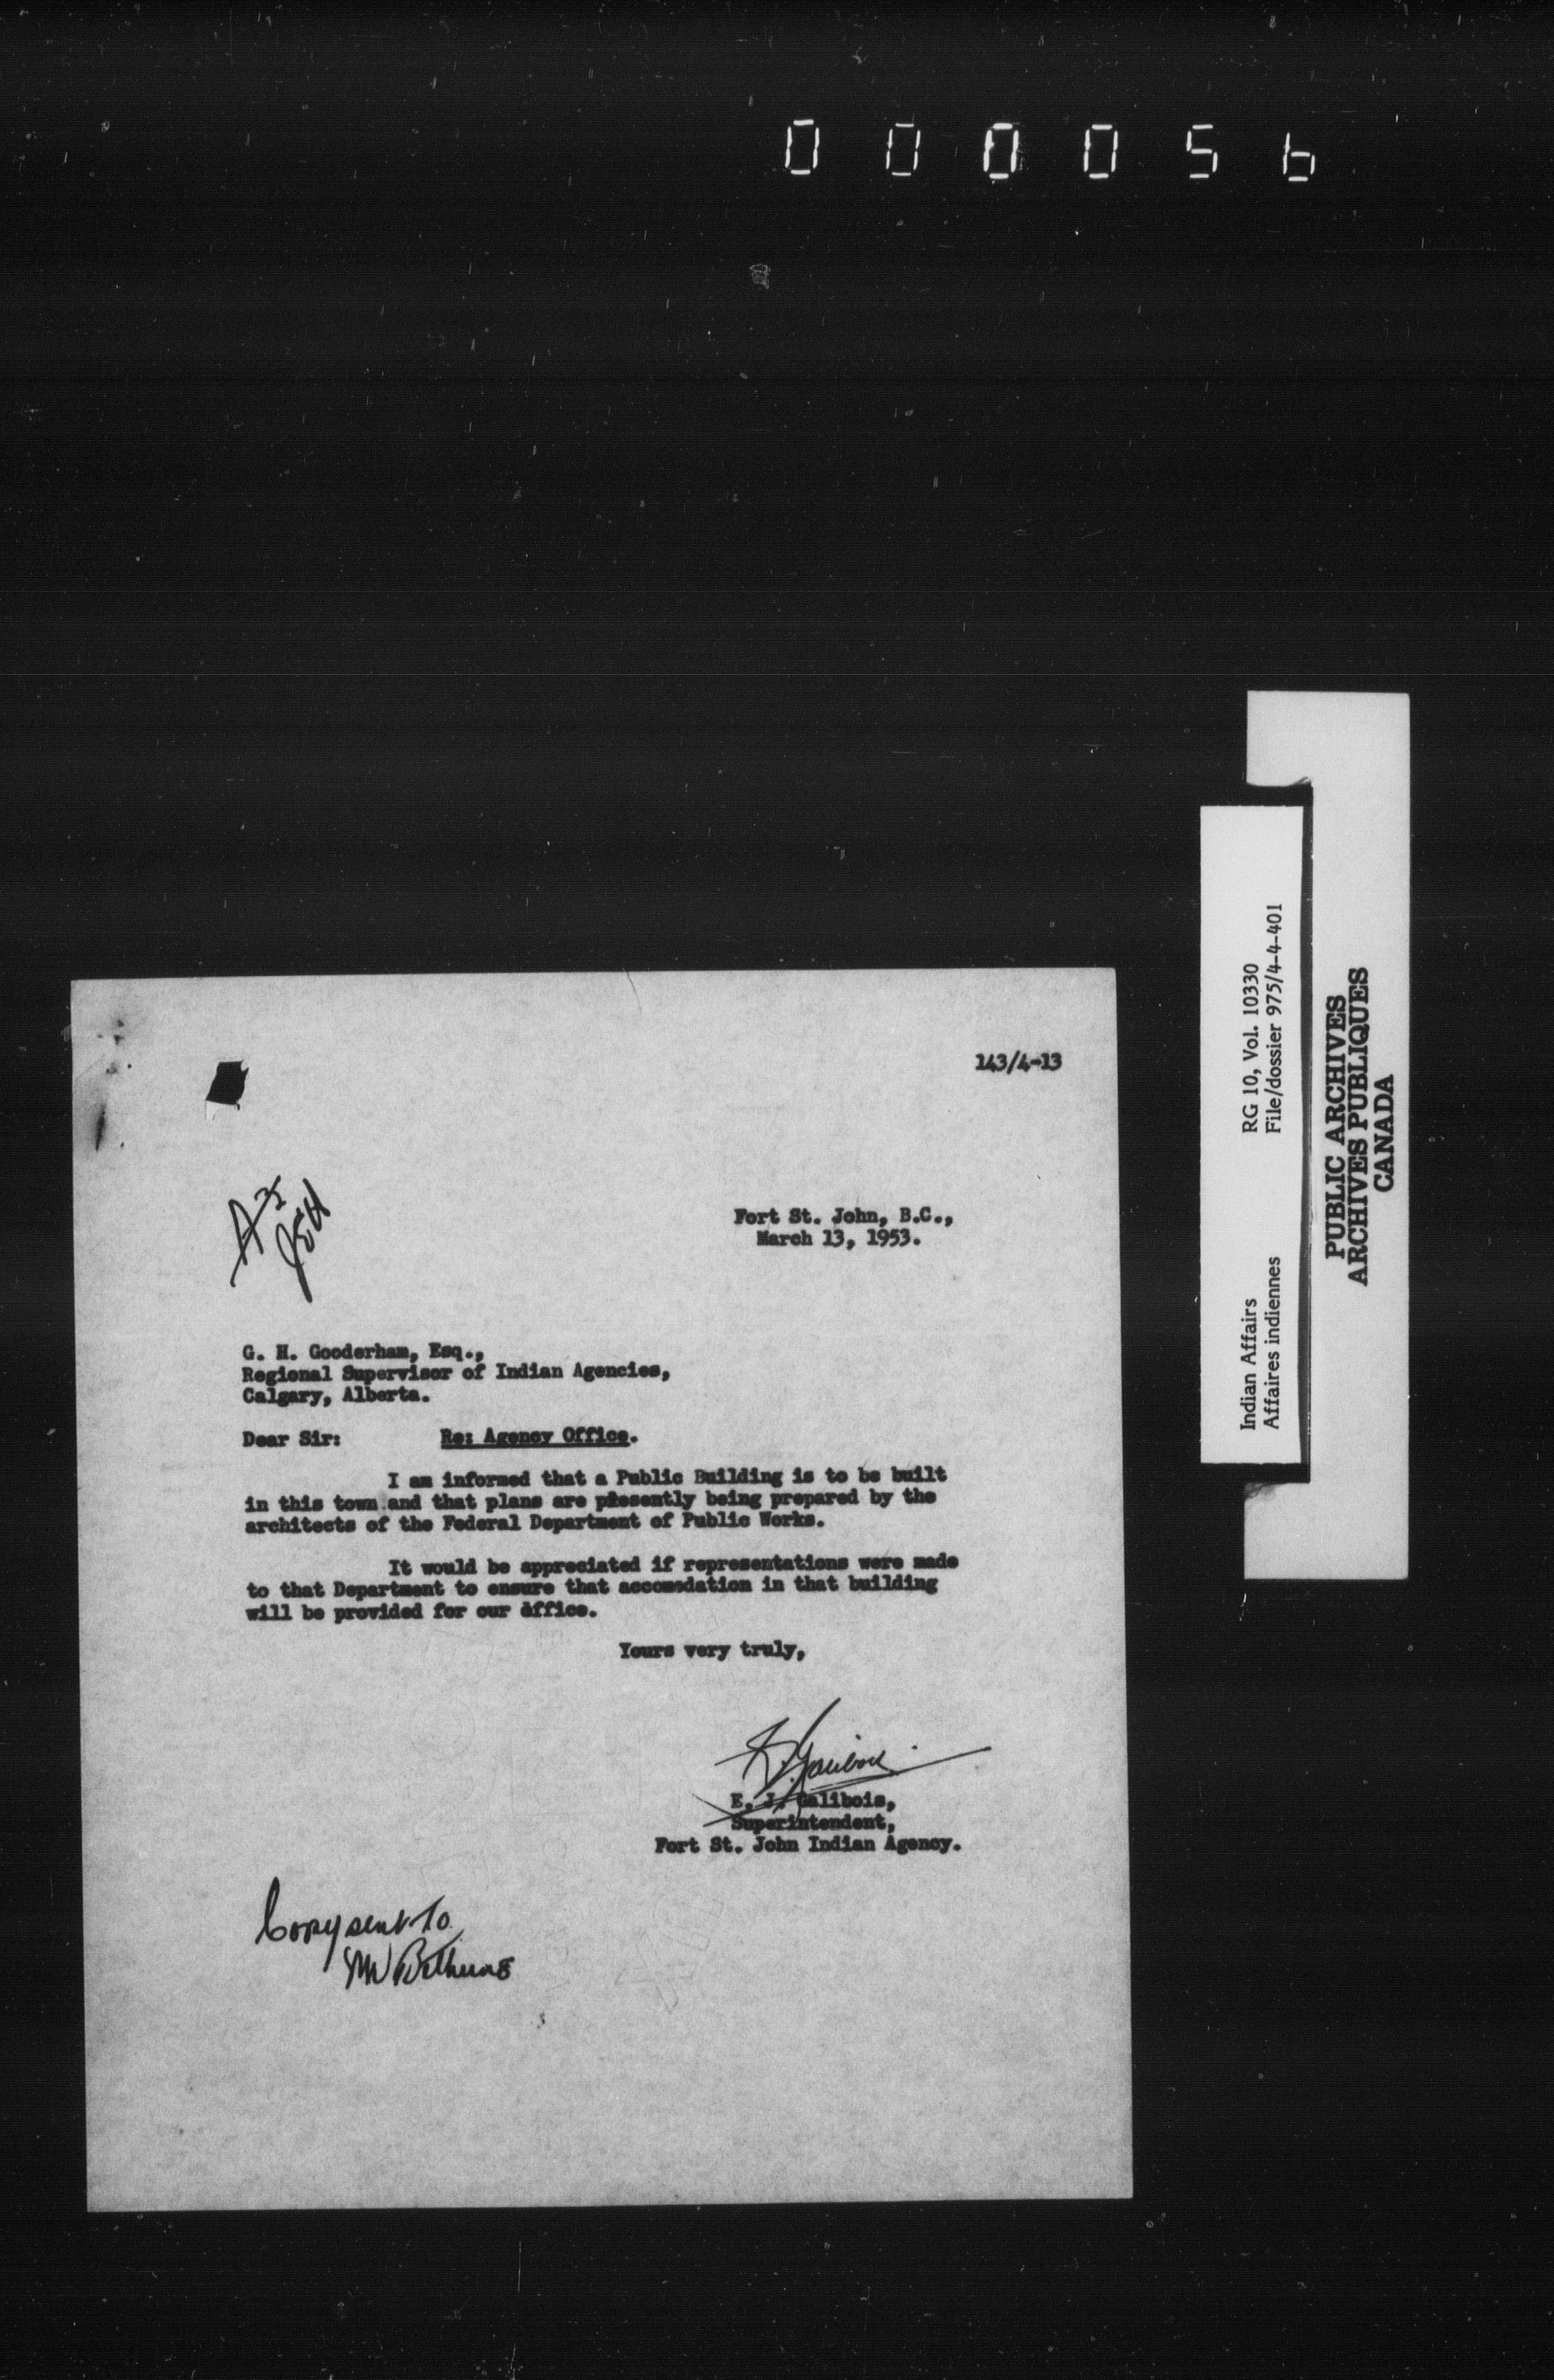 000056
143/4-13
Fort St. John, B.C.,
March 13, 1953.
G. H. Gooderham, Esq.,
Regional Supervisor of Indian Agencies,
Calgary, Alberta.
Dear Sir: Re: Agency Office.
I am informed that a Public Building is to be built
in this town and that plans are presently being prepared by the
architects of the Federal Department of Public Works.
It would be appreciated if representations were made
to that Department to ensure that accomodation in that building
will be provided for our office.
Yours very truly,
E. J. Galibois,
Superintendent,
Fort St. John Indian Agency.
Copy sent to
Mr Bethune
Indian Affairs RG 10, Vol. 10330
Affaires indiennes File/dossier 975/4-4-401
PUBLIC ARCHIVES
ARCHIVES PUBLIQUES
CANADA